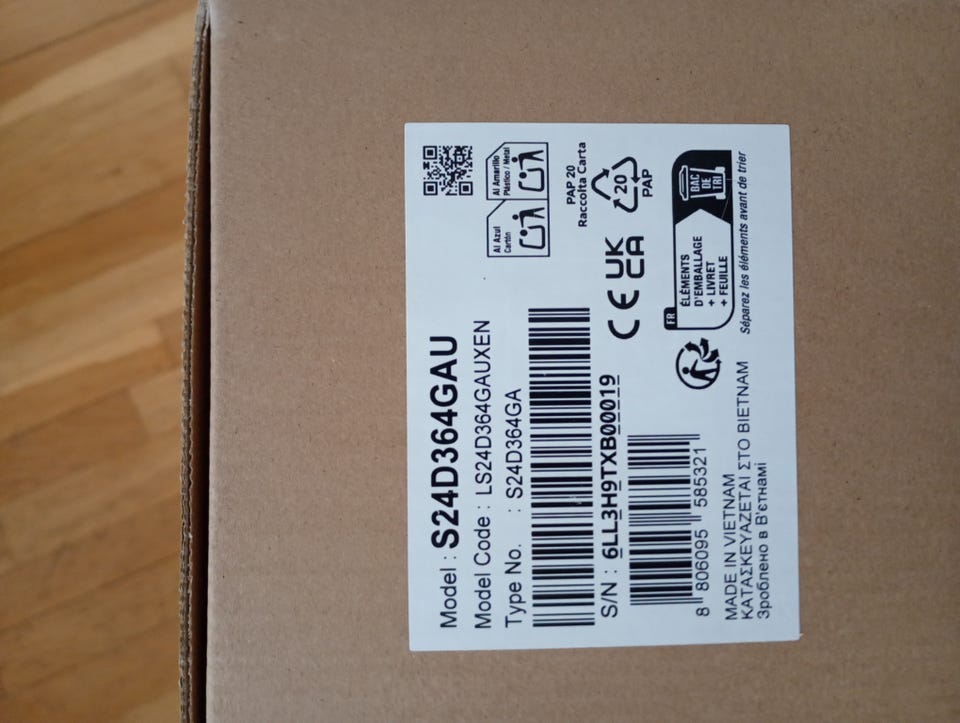 Model : S24D364GAU
Model Code : LS24D364GAUXEN
Type No. : S24D364GA
S/N : 6LL3H9TXB00019
8 806095 585321
MADE IN VIETNAM
ΚΑΤΑΣΚΕΥΑΖΕΤΑΙ ΣΤΟ ΒΙΕΤΝΑΜ
Зроблено в В'єтнамі
Al Azul
Cartón
Al Amarillo
Plástico / Metal
PAP 20
Raccolta Carta
CE
UK
CA
20
PAP
FR
ÉLÉMENTS
D'EMBALLAGE
+ LIVRET
+ FEUILLE
BAC
DE
TRI
Séparez les éléments avant de trier